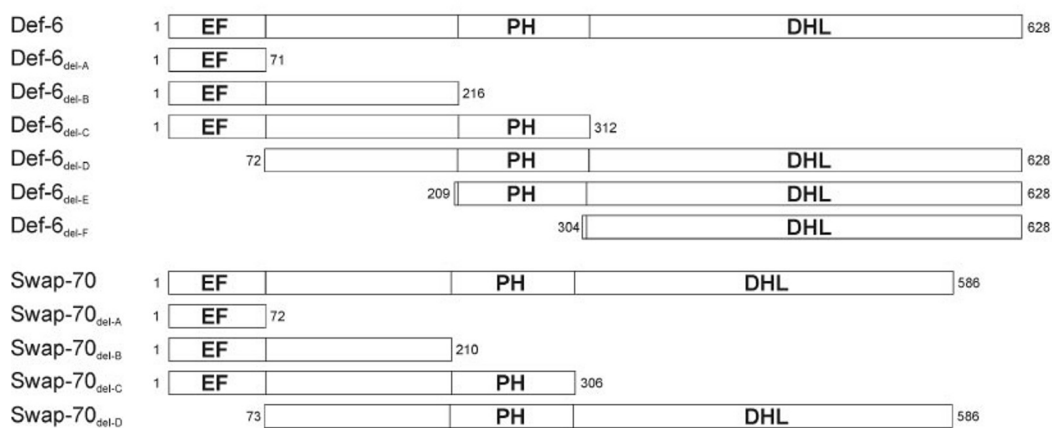 Def-6 1 EF PH DHL 628
Def-6del-A 1 EF 71
Def-6del-B 1 EF 216
Def-6del-C 1 EF PH 312
Def-6del-D 72 PH DHL 628
Def-6del-E 209 PH DHL 628
Def-6del-F 304 DHL 628
Swap-70 1 EF PH DHL 586
Swap-70del-A 1 EF 72
Swap-70del-B 1 EF 210
Swap-70del-C 1 EF PH 306
Swap-70del-D 73 PH DHL 586